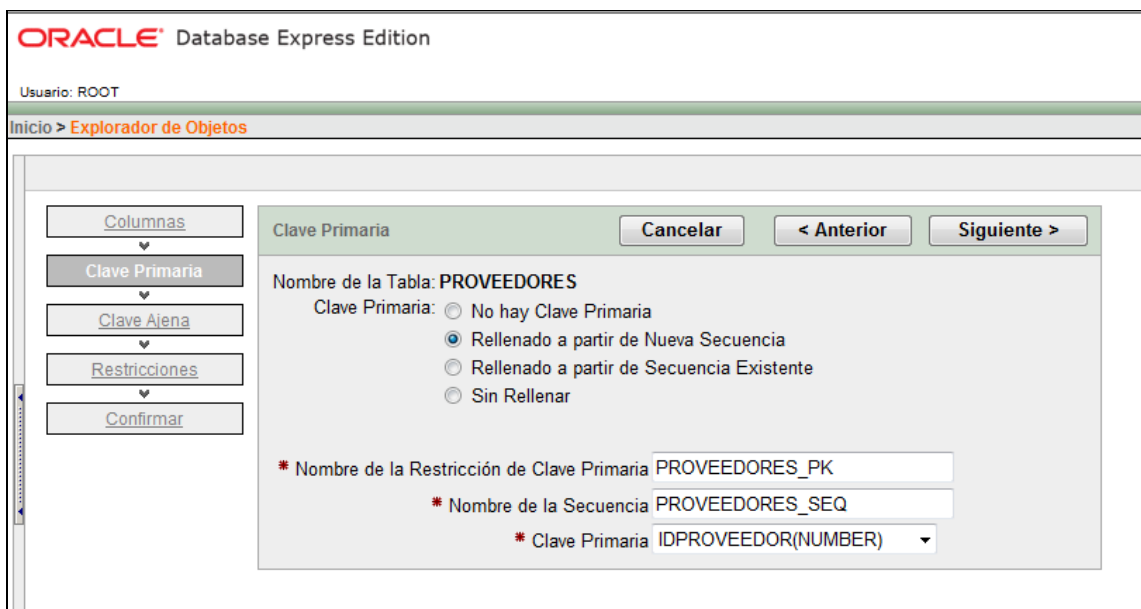 ORACLE® Database Express Edition
Usuario: ROOT
Inicio > Explorador de Objetos
Columnas
Clave Primaria
Clave Ajena
Restricciones
Confirmar
Clave Primaria
Cancelar
< Anterior
Siguiente >
Nombre de la Tabla: PROVEEDORES
Clave Primaria: No hay Clave Primaria
Rellenado a partir de Nueva Secuencia
Rellenado a partir de Secuencia Existente
Sin Rellenar
* Nombre de la Restricción de Clave Primaria PROVEEDORES_PK
* Nombre de la Secuencia PROVEEDORES_SEQ
* Clave Primaria IDPROVEEDOR(NUMBER)